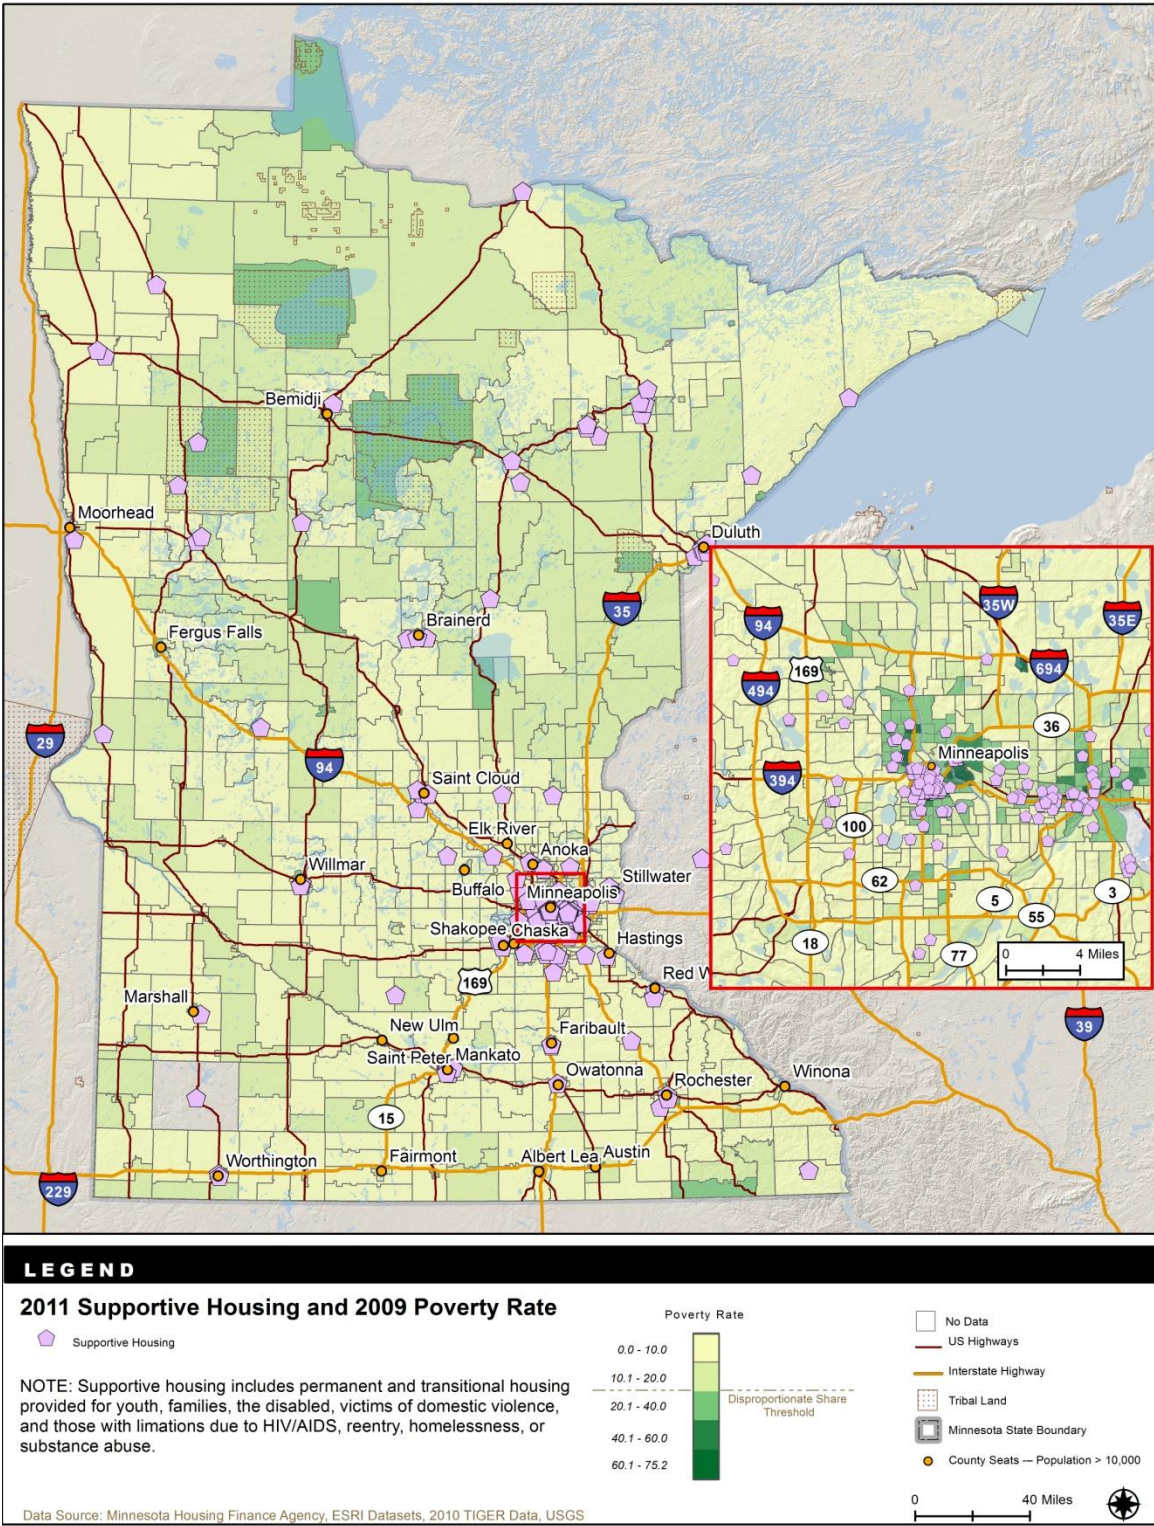 Bemidji
Moorhead
Duluth
Fergus Falls
Brainerd
35
29
94
Saint Cloud
Elk River
Anoka
Willmar
Buffalo
Minneapolis
Stillwater
Shakopee
Chaska
Hastings
169
Red W
Marshall
New Ulm
Faribault
Saint Peter
Mankato
Owatonna
Rochester
Winona
15
Worthington
Fairmont
Albert Lea
Austin
229
39
94
35W
35E
169
694
494
36
Minneapolis
394
100
62
5
3
55
18
77
0 4 Miles
LEGEND
2011 Supportive Housing and 2009 Poverty Rate
Supportive Housing
NOTE: Supportive housing includes permanent and transitional housing
provided for youth, families, the disabled, victims of domestic violence,
and those with limations due to HIV/AIDS, reentry, homelessness, or
substance abuse.
Data Source: Minnesota Housing Finance Agency, ESRI Datasets, 2010 TIGER Data, USGS
Poverty Rate
0.0 - 10.0
10.1 - 20.0
20.1 - 40.0
40.1 - 60.0
60.1 - 75.2
Disproportionate Share
Threshold
No Data
US Highways
Interstate Highway
Tribal Land
Minnesota State Boundary
County Seats --- Population > 10,000
0 40 Miles